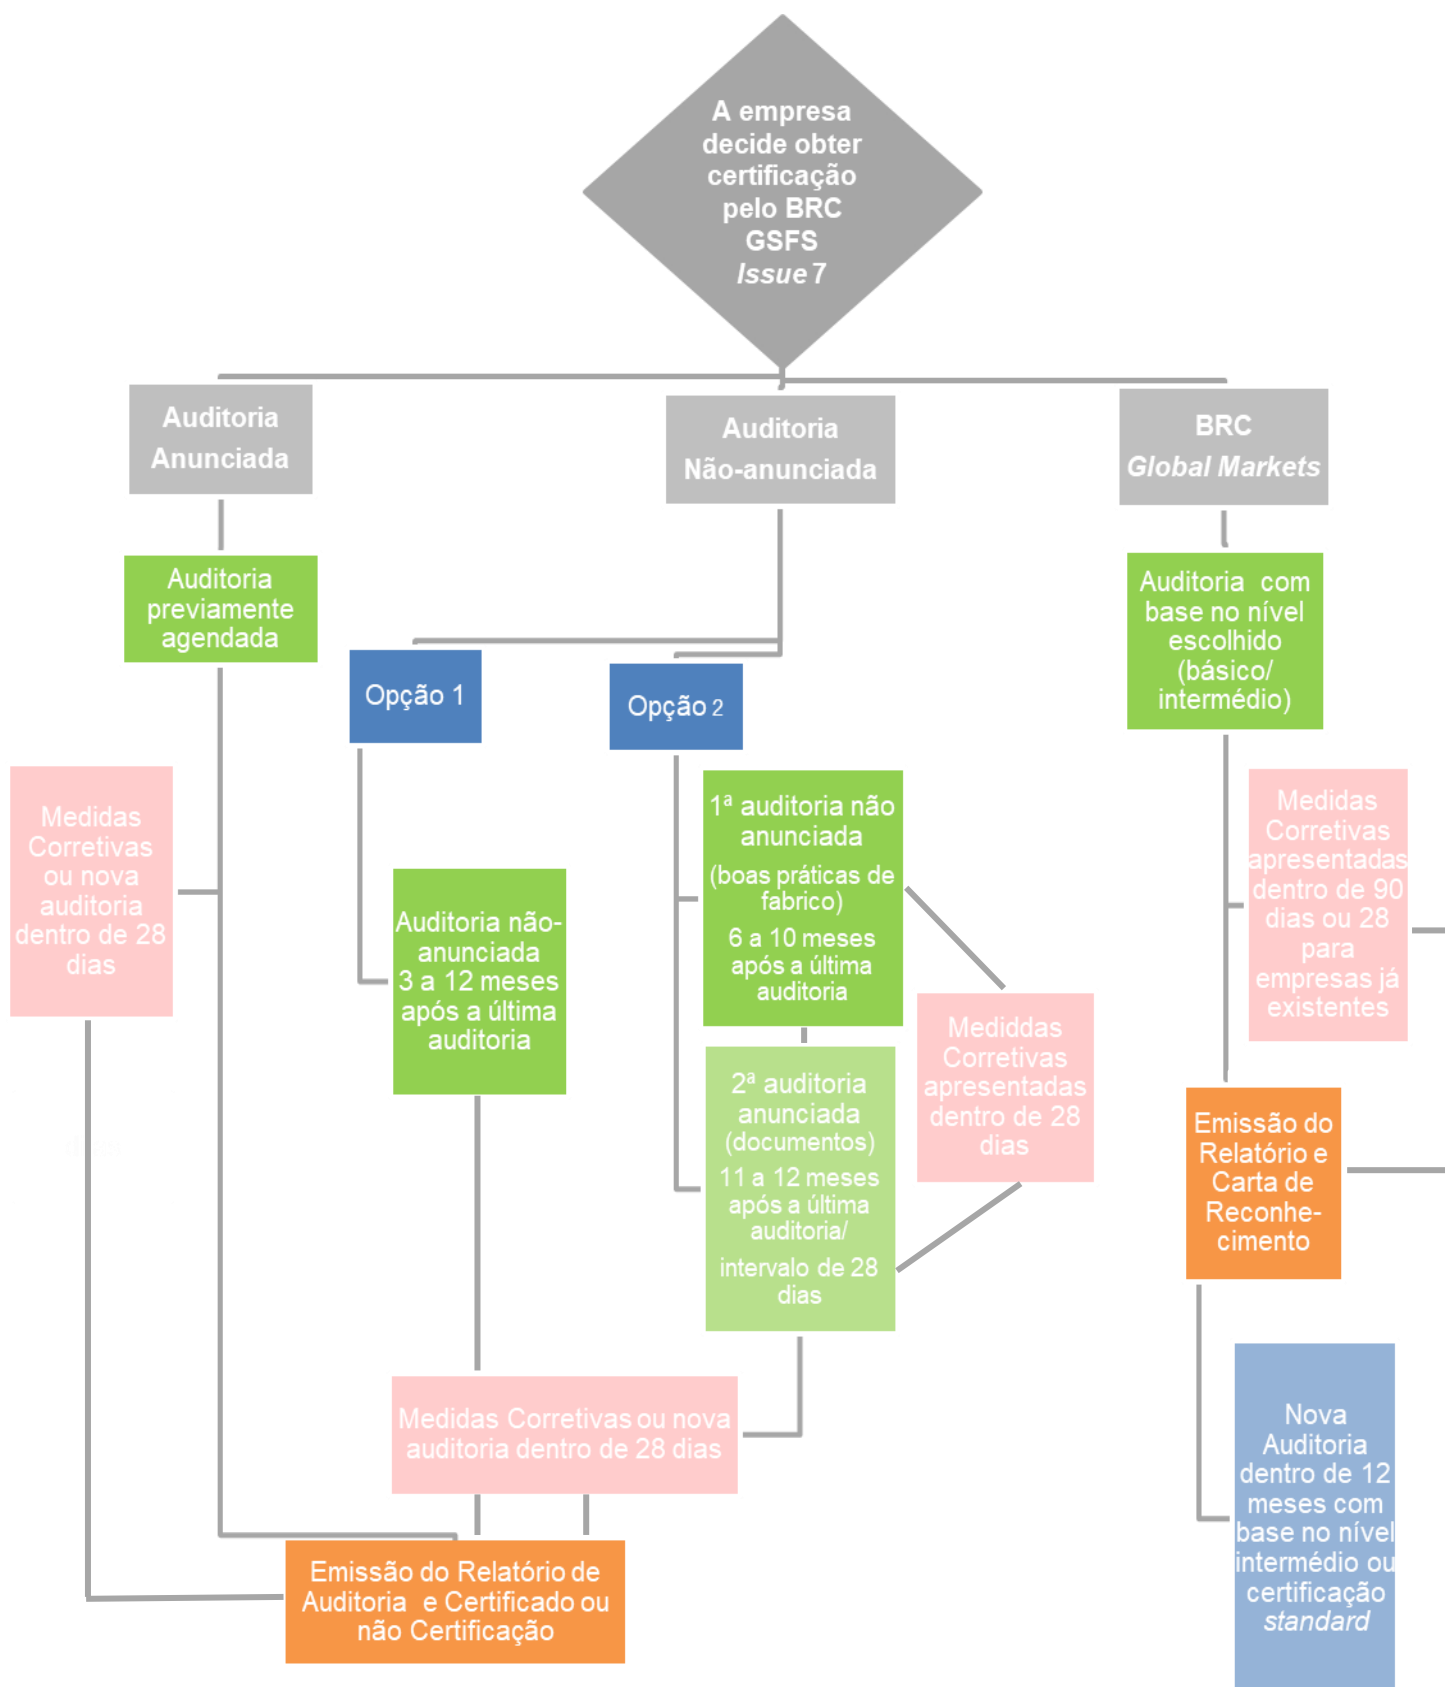 A empresa
decide obter
certificação
pelo BRC
GSFS
Issue 7
Auditoria
Anunciada
Auditoria
Não-anunciada
BRC
Global Markets
Auditoria
previamente
agendada
Opção 1
Opção 2
Auditoria com
base no nível
escolhido
(básico/
intermédio)
Medidas
Corretivas
ou nova
auditoria
dentro de 28
dias
Auditoria não-
anunciada
3 a 12 meses
após a última
auditoria
1ª auditoria não
anunciada
(boas práticas de
fabrico)
6 a 10 meses
após a última
auditoria
Mediddas
Corretivas
apresentadas
dentro de 28
dias
2ª auditoria
anunciada
(documentos)
11 a 12 meses
após a última
auditoria/
intervalo de 28
dias
Medidas
Corretivas
apresentadas
dentro de 90
dias ou 28
para
empresas já
existentes
Emissão do
Relatório e
Carta de
Reconhe-
cimento
Medidas Corretivas ou nova
auditoria dentro de 28 dias
Emissão do Relatório de
Auditoria e Certificado ou
não Certificação
Nova
Auditoria
dentro de 12
meses com
base no nível
intermédio ou
certificação
standard